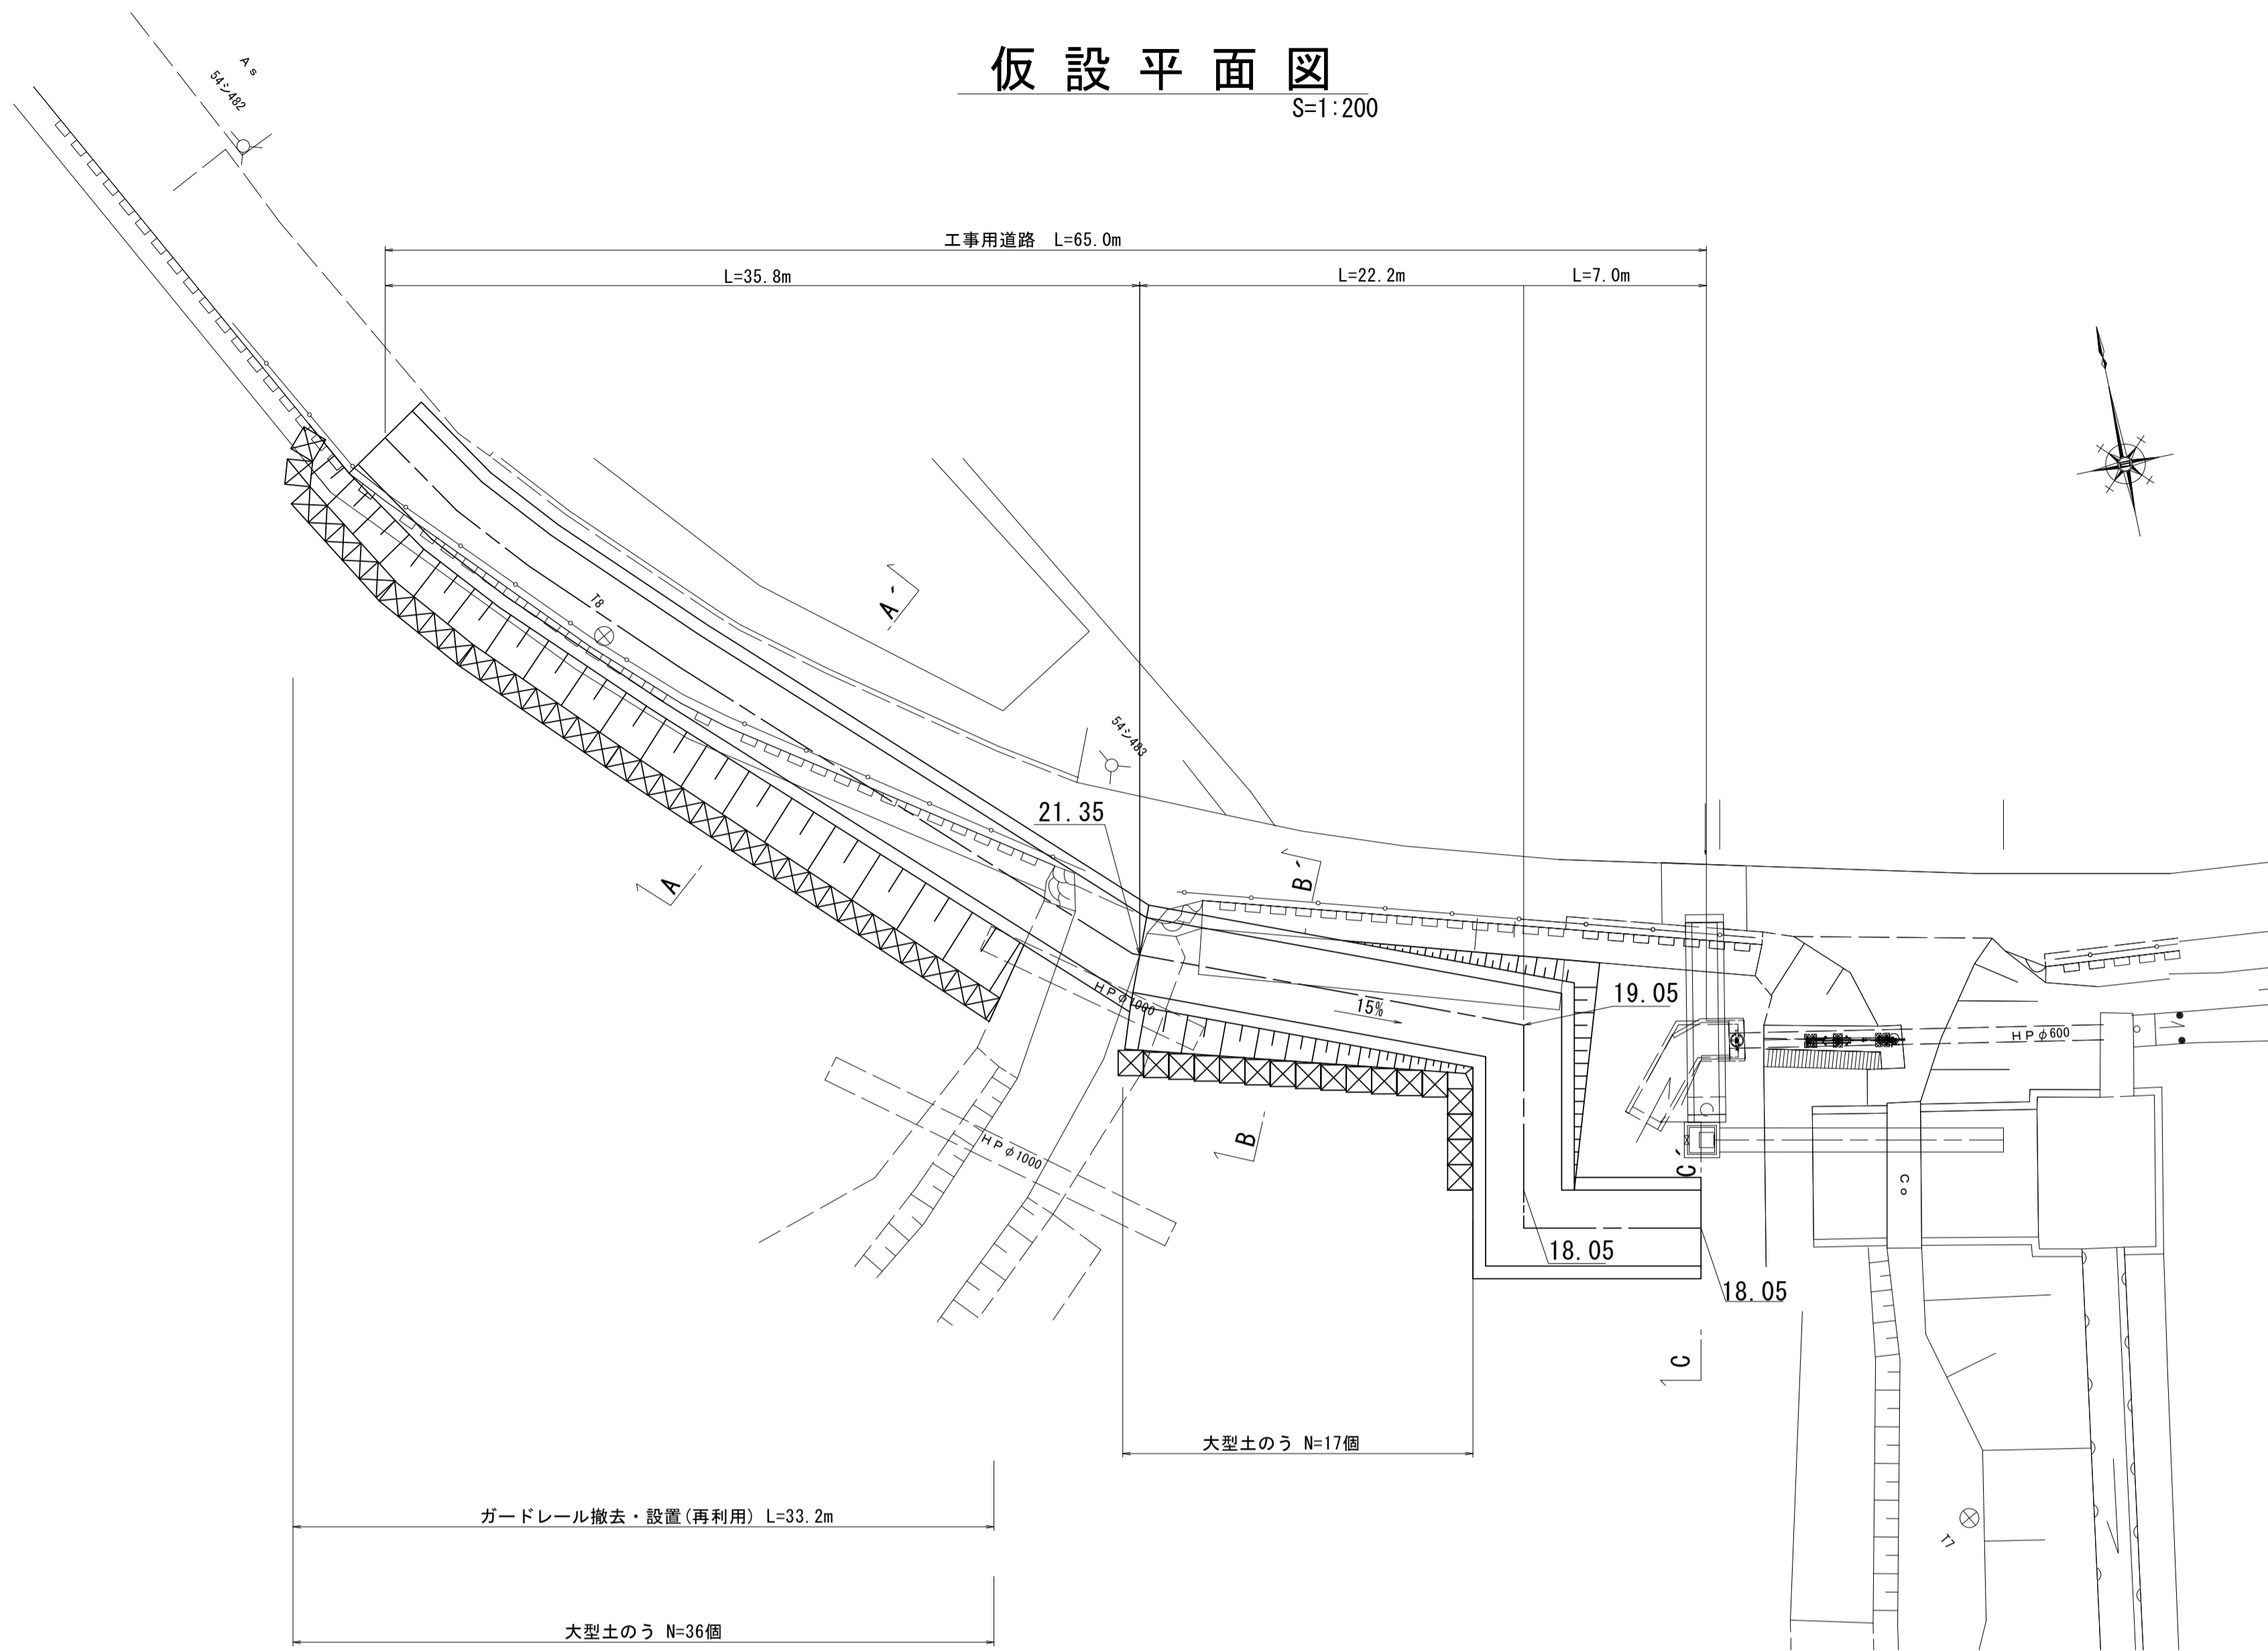 仮設平面図
S=1:200
As
54シ482
工事用道路 L=65.0m
L=35.8m
L=22.2m
L=7.0m
T8
A´
54シ483
21.35
B´
A
HPφ1000
15%
19.05
HPφ600
B
HPφ1000
C´
Co
18.05
18.05
C
大型土のう N=17個
ガードレール撤去・設置(再利用) L=33.2m
T7
大型土のう N=36個